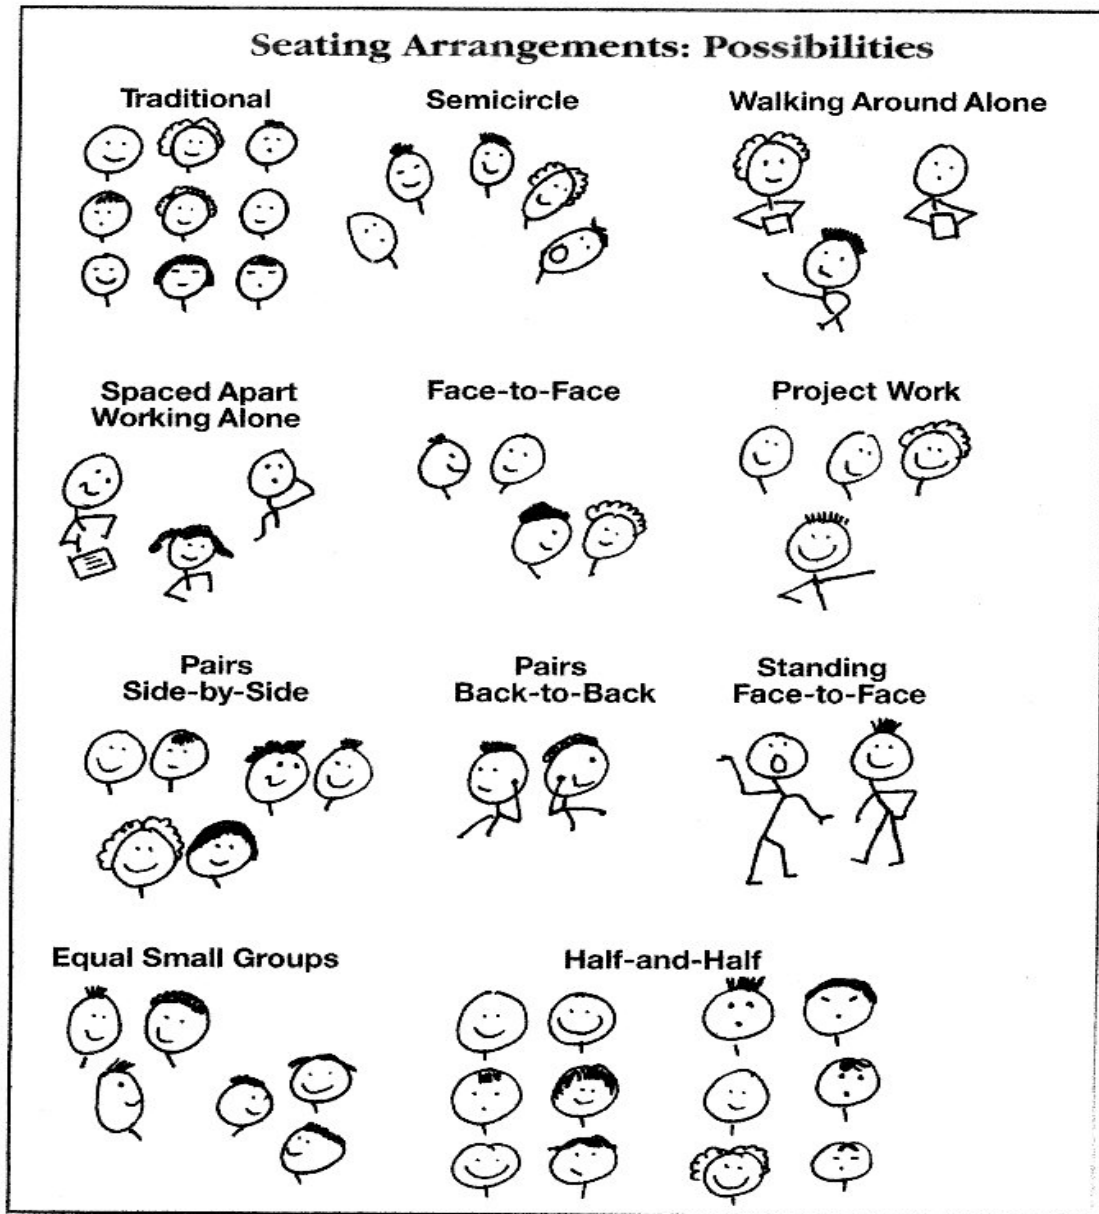 Seating Arrangements: Possibilities
Traditional
Semicircle
Walking Around Alone
Spaced Apart
Working Alone
Face-to-Face
Project Work
Pairs
Side-by-Side
Pairs
Back-to-Back
Standing
Face-to-Face
Equal Small Groups
Half-and-Half